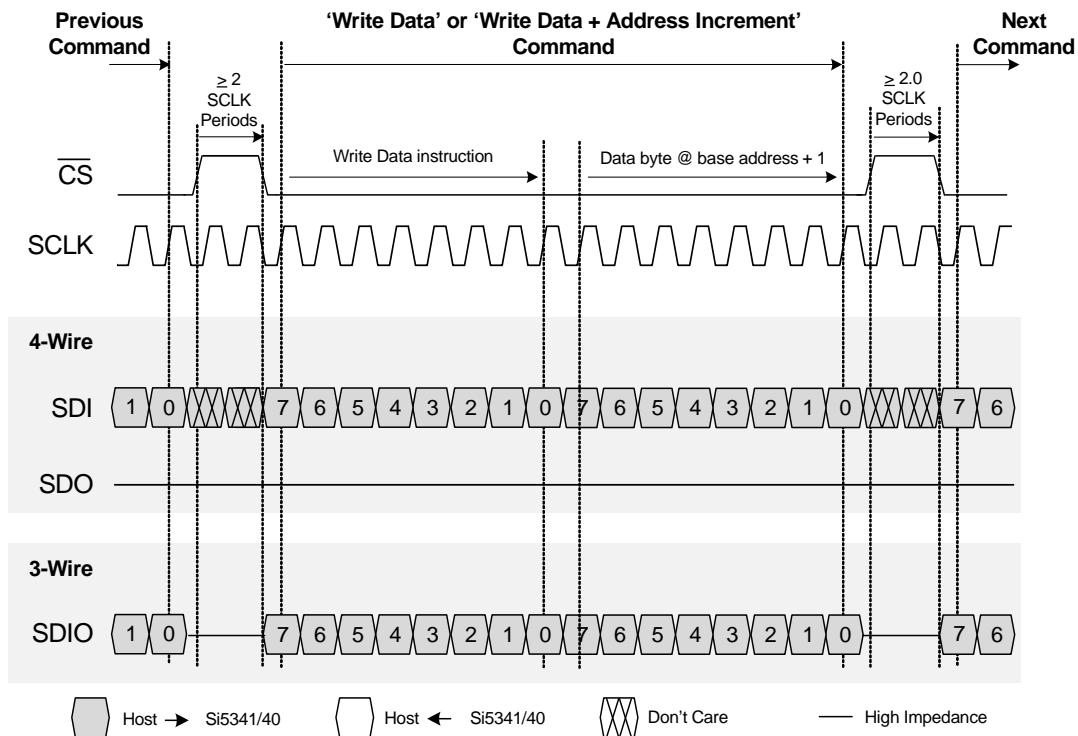 Previous Command
'Write Data' or 'Write Data + Address Increment' Command
Next Command
≥ 2 SCLK Periods
≥ 2.0 SCLK Periods
Write Data instruction
Data byte @ base address + 1
CS
SCLK
4-Wire
SDI 1 0 7 6 5 4 3 2 1 0 7 6 5 4 3 2 1 0 7 6
SDO
3-Wire
SDIO 1 0 7 6 5 4 3 2 1 0 7 6 5 4 3 2 1 0 7 6
Host → Si5341/40
Host ← Si5341/40
Don't Care
High Impedance